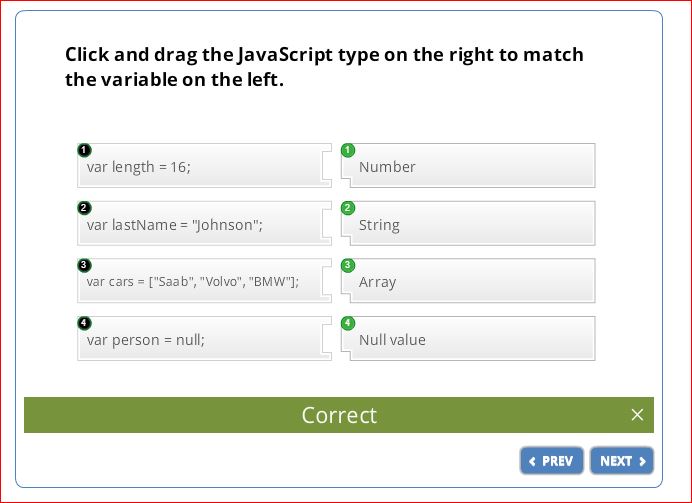 Click and drag the JavaScript type on the right to match
the variable on the left.
1
var length = 16;
1
Number
2
var lastName = "Johnson";
2
String
3
var cars = ["Saab", "Volvo", "BMW"];
3
Array
4
var person = null;
4
Null value
Correct
PREV
NEXT